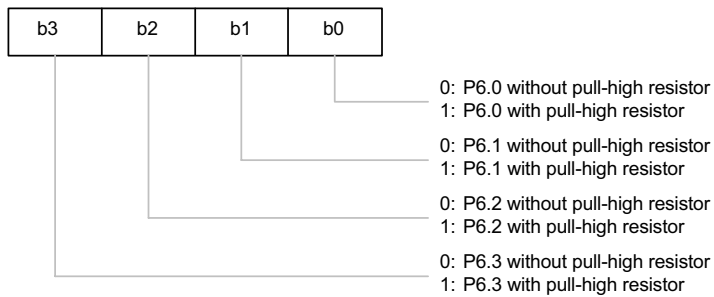 b3 b2 b1 b0
0: P6.0 without pull-high resistor
1: P6.0 with pull-high resistor
0: P6.1 without pull-high resistor
1: P6.1 with pull-high resistor
0: P6.2 without pull-high resistor
1: P6.2 with pull-high resistor
0: P6.3 without pull-high resistor
1: P6.3 with pull-high resistor